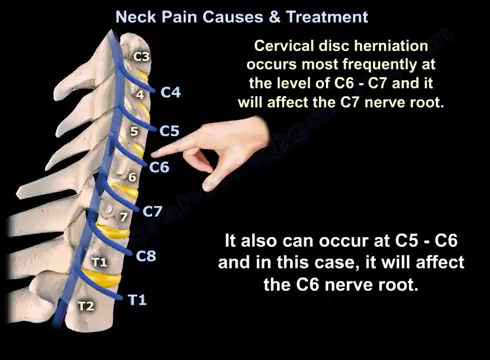 Neck Pain Causes & Treatment
Cervical disc herniation
occurs most frequently at
the level of C6 - C7 and it
will affect the C7 nerve root.
C3
4
C4
5
C5
6
C6
7
C7
T1
C8
T2
T1
It also can occur at C5 - C6
and in this case, it will affect
the C6 nerve root.